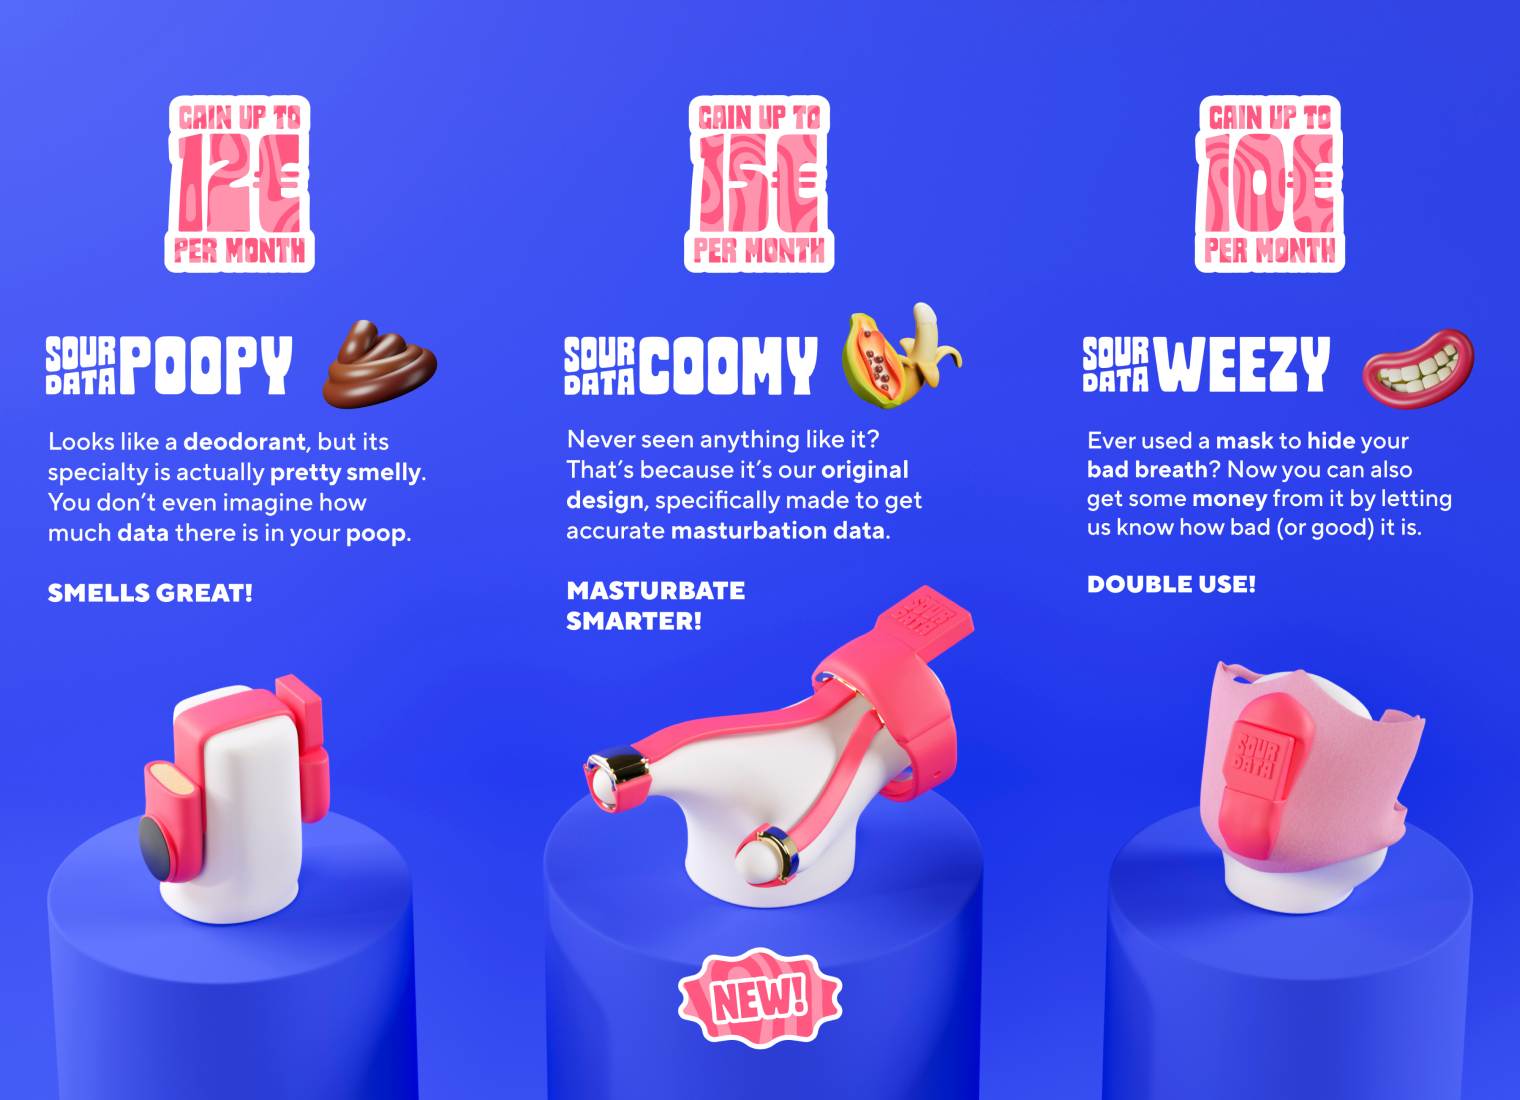 GAIN UP TO
12€
PER MONTH
SOUR
DATA POOPY
Looks like a deodorant, but its
specialty is actually pretty smelly.
You don’t even imagine how
much data there is in your poop.
SMELLS GREAT!
GAIN UP TO
15€
PER MONTH
SOUR
DATA COOMY
Never seen anything like it?
That’s because it’s our original
design, specifically made to get
accurate masturbation data.
MASTURBATE
SMARTER!
SOUR
DATA
NEW!
GAIN UP TO
10€
PER MONTH
SOUR
DATA WEEZY
Ever used a mask to hide your
bad breath? Now you can also
get some money from it by letting
us know how bad (or good) it is.
DOUBLE USE!
SOUR
DATA